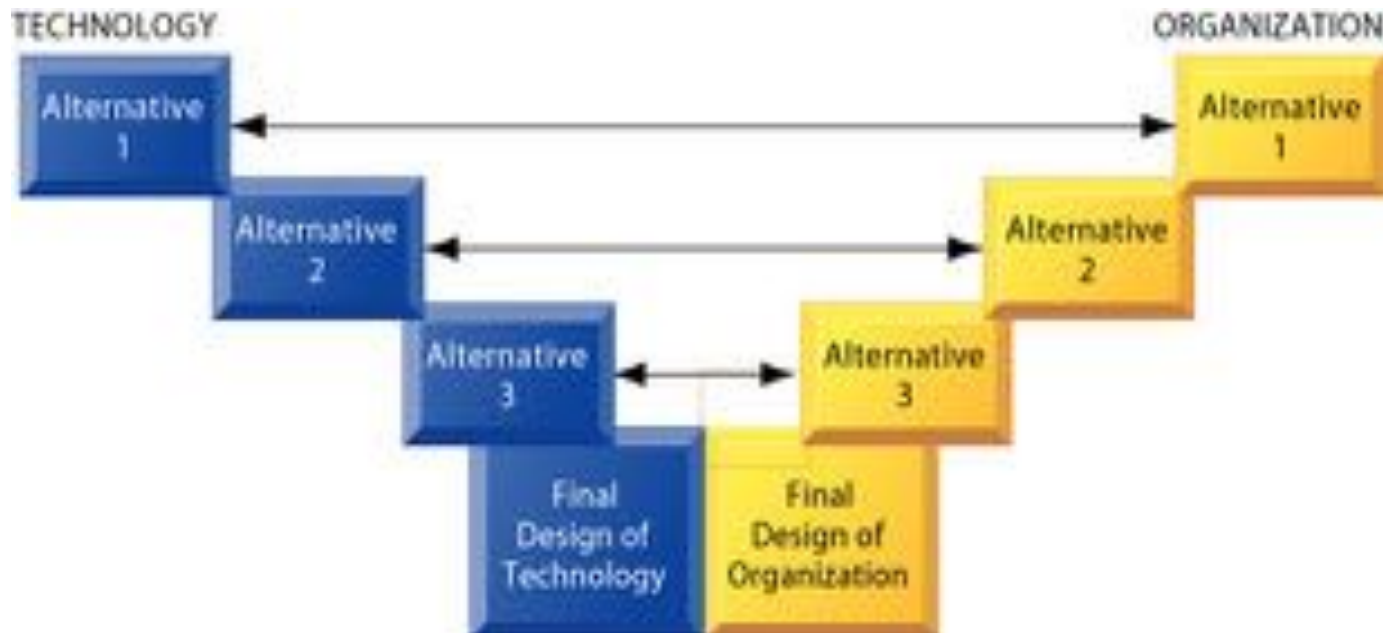 TECHNOLOGY
ORGANIZATION
Alternative
1
Alternative
1
Alternative
2
Alternative
2
Alternative
3
Alternative
3
Final
Design of
Technology
Final
Design of
Organization